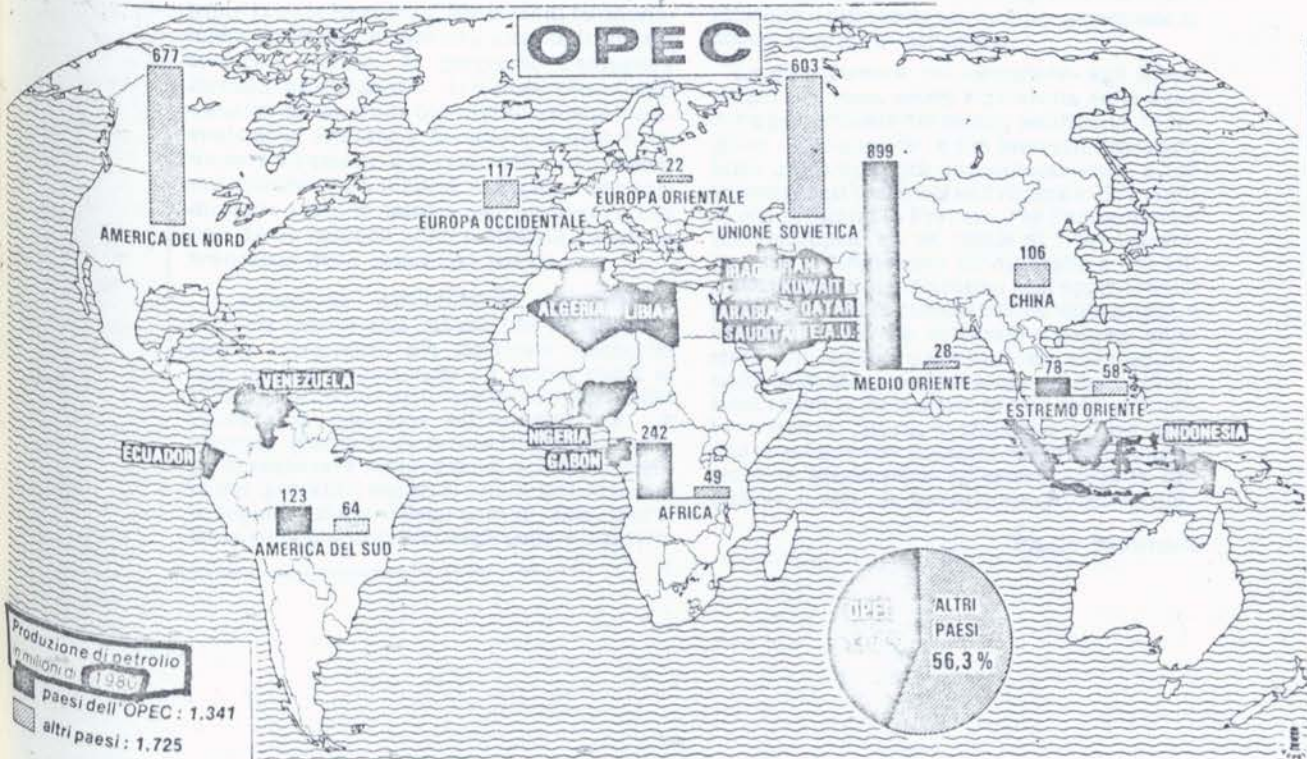 OPEC
677
AMERICA DEL NORD
117
EUROPA OCCIDENTALE
22
EUROPA ORIENTALE
603
UNIONE SOVIETICA
899
28
MEDIO ORIENTE
106
CHINA
78
58
ESTREMO ORIENTE
INDONESIA
IRAQ
IRAN
KUWAIT
ARABIA
SAUDITA
QATAR
E.A.U.
ALGERIA
LIBIA
VENEZUELA
ECUADOR
NIGERIA
GABON
242
49
AFRICA
123
64
AMERICA DEL SUD
OPEC
ALTRI
PAESI
56,3 %
Produzione di petrolio
in milioni di
1980
paesi dell'OPEC : 1.341
altri paesi : 1.725